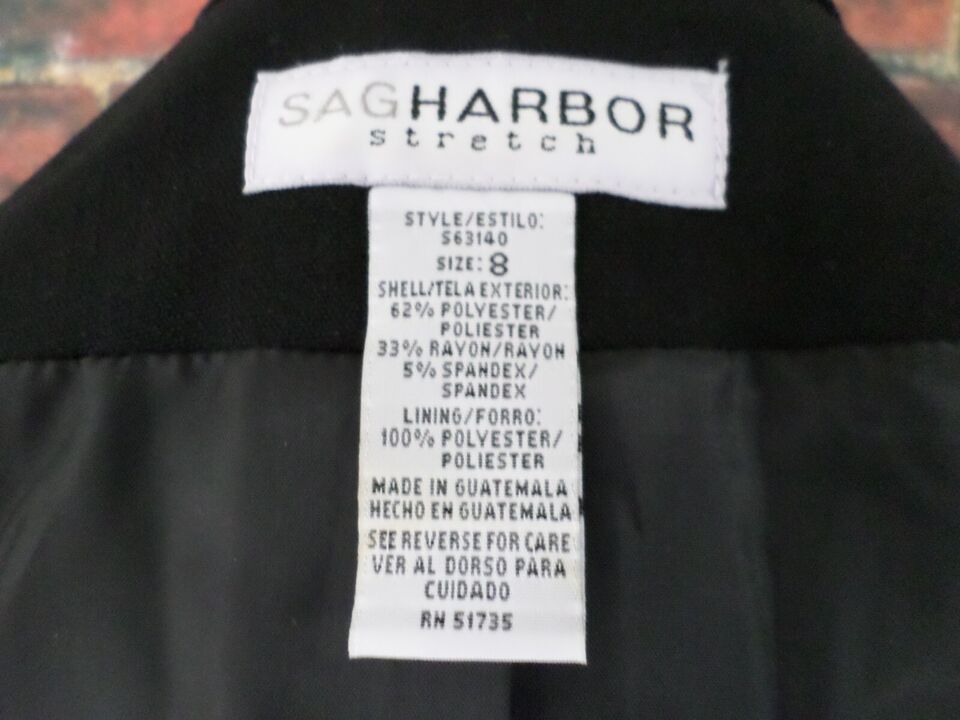 SAGHARBOR
stretch
STYLE/ESTILO:
S63140
SIZE: 8
SHELL/TELA EXTERIOR:
62% POLYESTER/
POLIESTER
33% RAYON/RAYON
5% SPANDEX/
SPANDEX
LINING/FORRO:
100% POLYESTER/
POLIESTER
MADE IN GUATEMALA
HECHO EN GUATEMALA
SEE REVERSE FOR CARE
VER AL DORSO PARA
CUIDADO
RN 51735